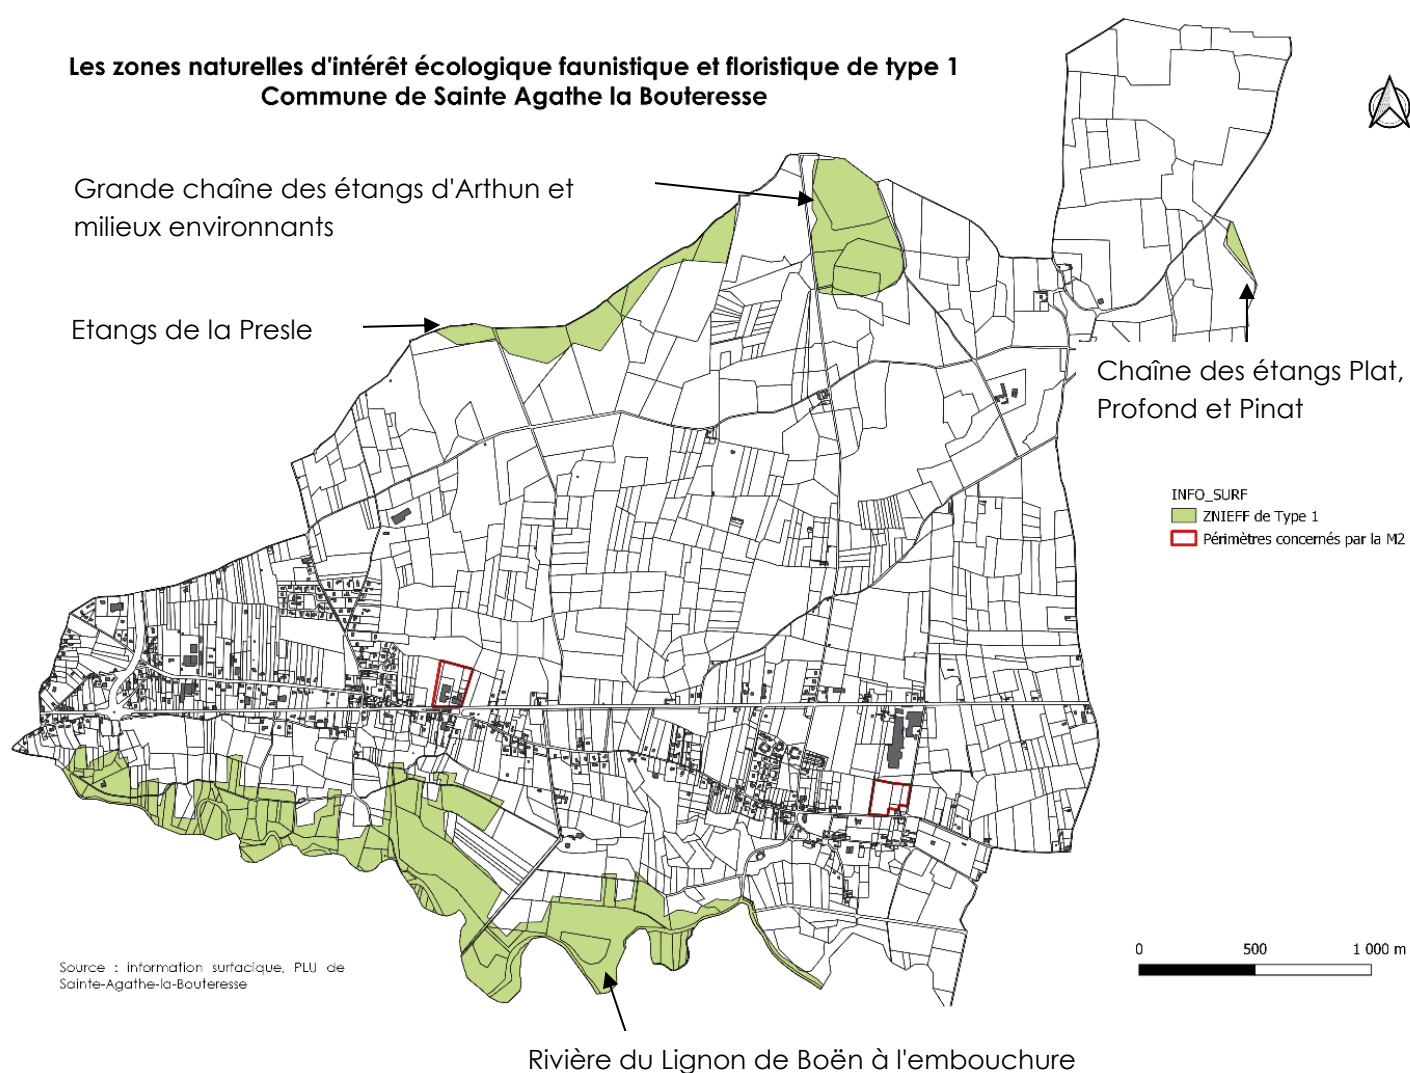 Les zones naturelles d'intérêt écologique faunistique et floristique de type 1
Commune de Sainte Agathe la Bouteresse
Grande chaîne des étangs d'Arthun et
milieux environnants
Etangs de la Presle
Chaîne des étangs Plat,
Profond et Pinat
INFO_SURF
ZNIEFF de Type 1
Périmètres concernés par la M2
0 500 1 000 m
Source : information surfacique, PLU de
Sainte-Agathe-la-Bouteresse
Rivière du Lignon de Boën à l'embouchure